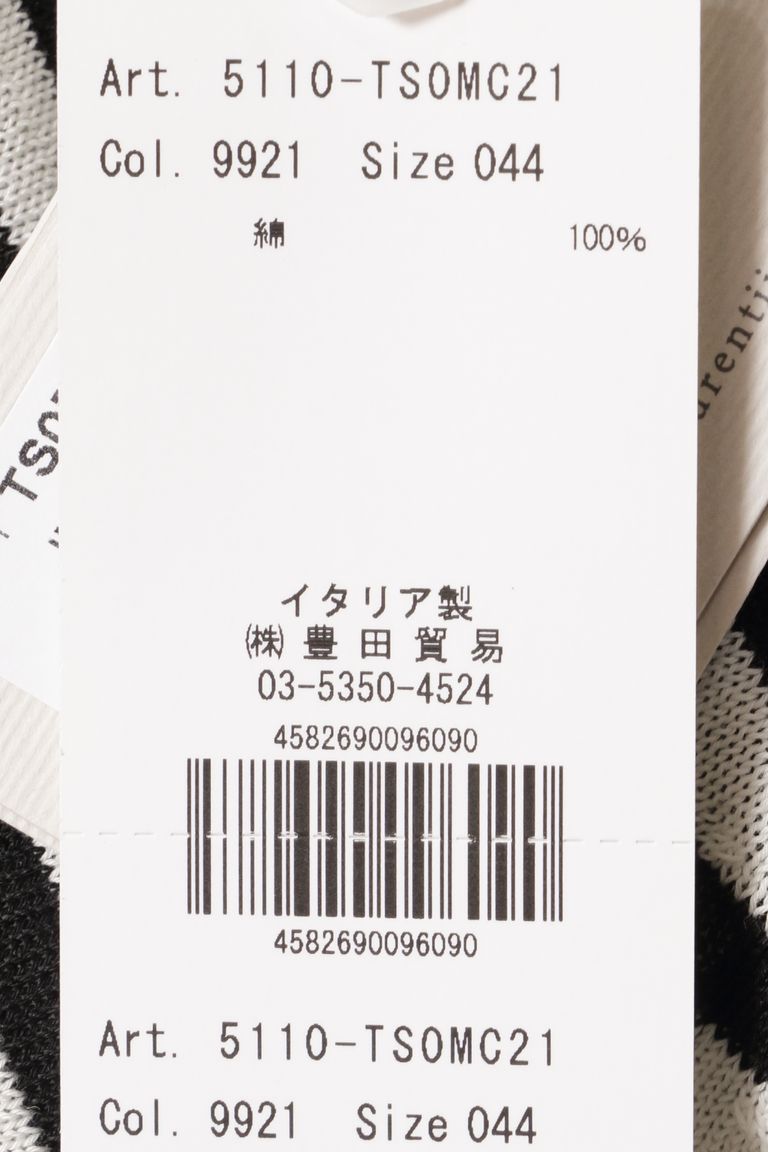 Art. 5110-TSOMC21
Col. 9921 Size 044
綿 100%
イタリア製
㈱ 豊田貿易
03-5350-4524
4582690096090
4582690096090
Art. 5110-TSOMC21
Col. 9921 Size 044